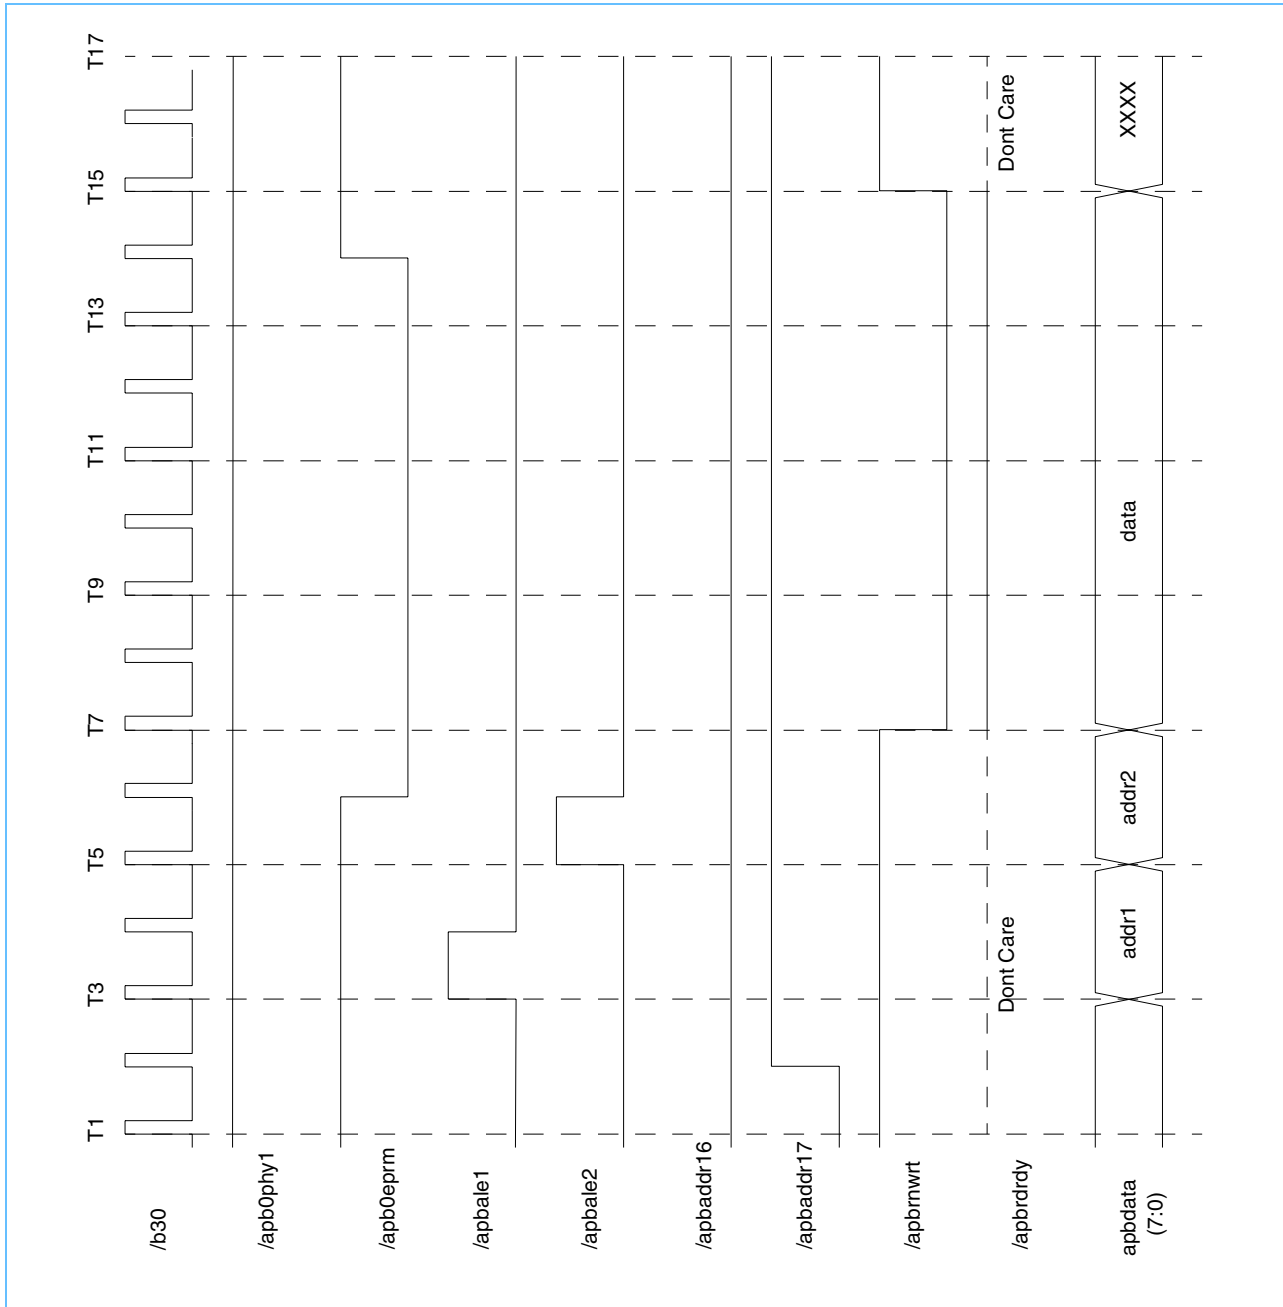 T1 T3 T5 T7 T9 T11 T13 T15 T17
/b30
/apb0phy1
/apb0eprm
/apbale1
/apbale2
/apbaddr16
/apbaddr17
/apbrnwrt
/apbrdrdy Dont Care Dont Care
apbdata addr1 addr2 data XXXX
(7:0)